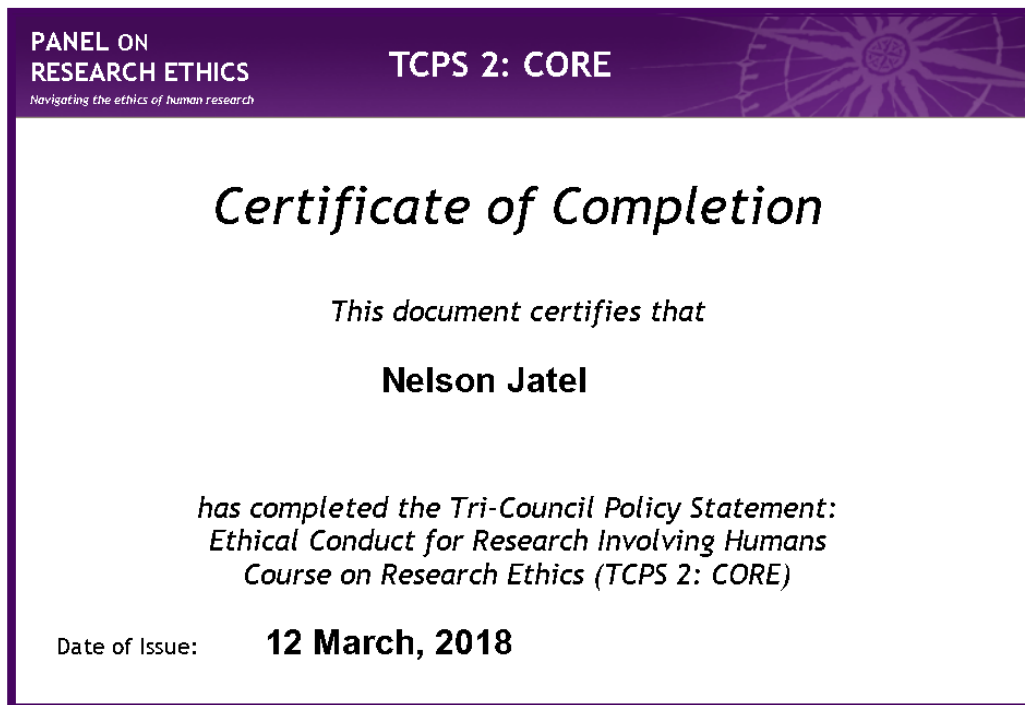 PANEL ON
RESEARCH ETHICS
Navigating the ethics of human research
TCPS 2: CORE
Certificate of Completion
This document certifies that
Nelson Jatel
has completed the Tri-Council Policy Statement:
Ethical Conduct for Research Involving Humans
Course on Research Ethics (TCPS 2: CORE)
Date of Issue: 12 March, 2018